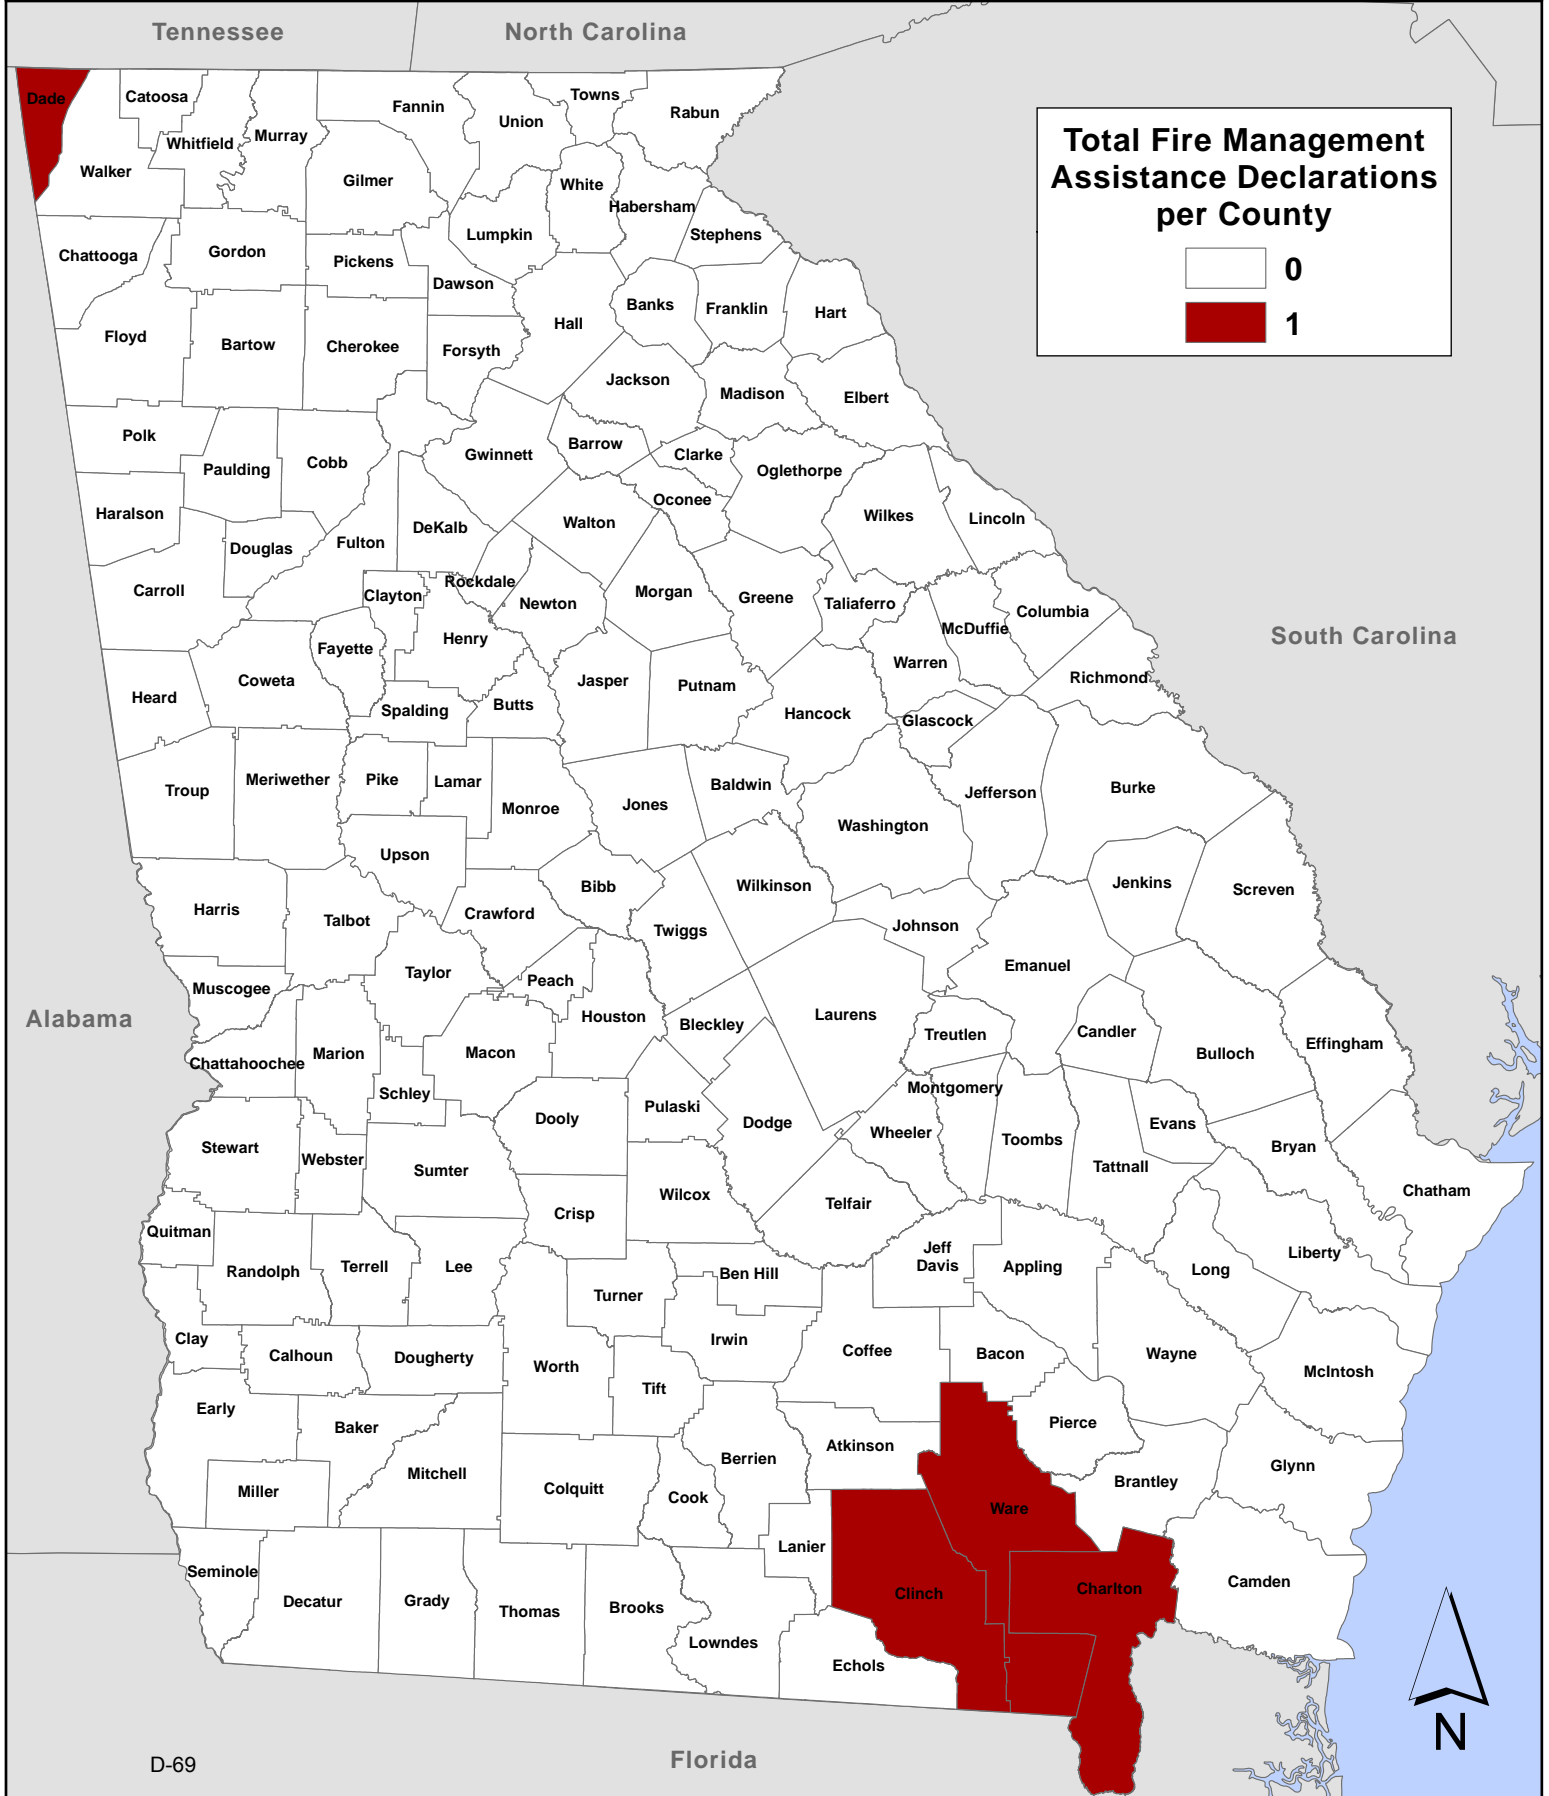 Tennessee
North Carolina
Total Fire Management
Assistance Declarations
per County
0
1
Dade
Catoosa
Fannin
Towns
Rabun
Union
Whitfield
Murray
Walker
Gilmer
White
Habersham
Lumpkin
Stephens
Chattooga
Gordon
Pickens
Dawson
Banks
Franklin
Hart
Hall
Floyd
Bartow
Cherokee
Forsyth
Jackson
Madison
Elbert
Polk
Paulding
Cobb
Gwinnett
Barrow
Clarke
Oglethorpe
Oconee
Haralson
Douglas
Fulton
DeKalb
Walton
Wilkes
Lincoln
Carroll
Clayton
Rockdale
Newton
Morgan
Greene
Taliaferro
Columbia
McDuffie
South Carolina
Fayette
Henry
Warren
Richmond
Heard
Coweta
Spalding
Butts
Jasper
Putnam
Hancock
Glascock
Troup
Meriwether
Pike
Lamar
Monroe
Jones
Baldwin
Washington
Jefferson
Burke
Upson
Bibb
Wilkinson
Jenkins
Screven
Harris
Talbot
Crawford
Twiggs
Johnson
Taylor
Peach
Emanuel
Muscogee
Alabama
Houston
Bleckley
Laurens
Treutlen
Candler
Bulloch
Effingham
Chattahoochee
Marion
Macon
Schley
Montgomery
Dooly
Pulaski
Dodge
Wheeler
Toombs
Evans
Bryan
Stewart
Webster
Sumter
Tattnall
Wilcox
Telfair
Chatham
Crisp
Quitman
Randolph
Terrell
Lee
Ben Hill
Jeff
Davis
Appling
Long
Liberty
Turner
Clay
Calhoun
Dougherty
Worth
Irwin
Coffee
Bacon
Wayne
McIntosh
Tift
Early
Baker
Pierce
Mitchell
Berrien
Atkinson
Brantley
Glynn
Miller
Colquitt
Cook
Ware
Lanier
Seminole
Decatur
Grady
Thomas
Brooks
Clinch
Charlton
Camden
Lowndes
Echols
Florida
N
D-69